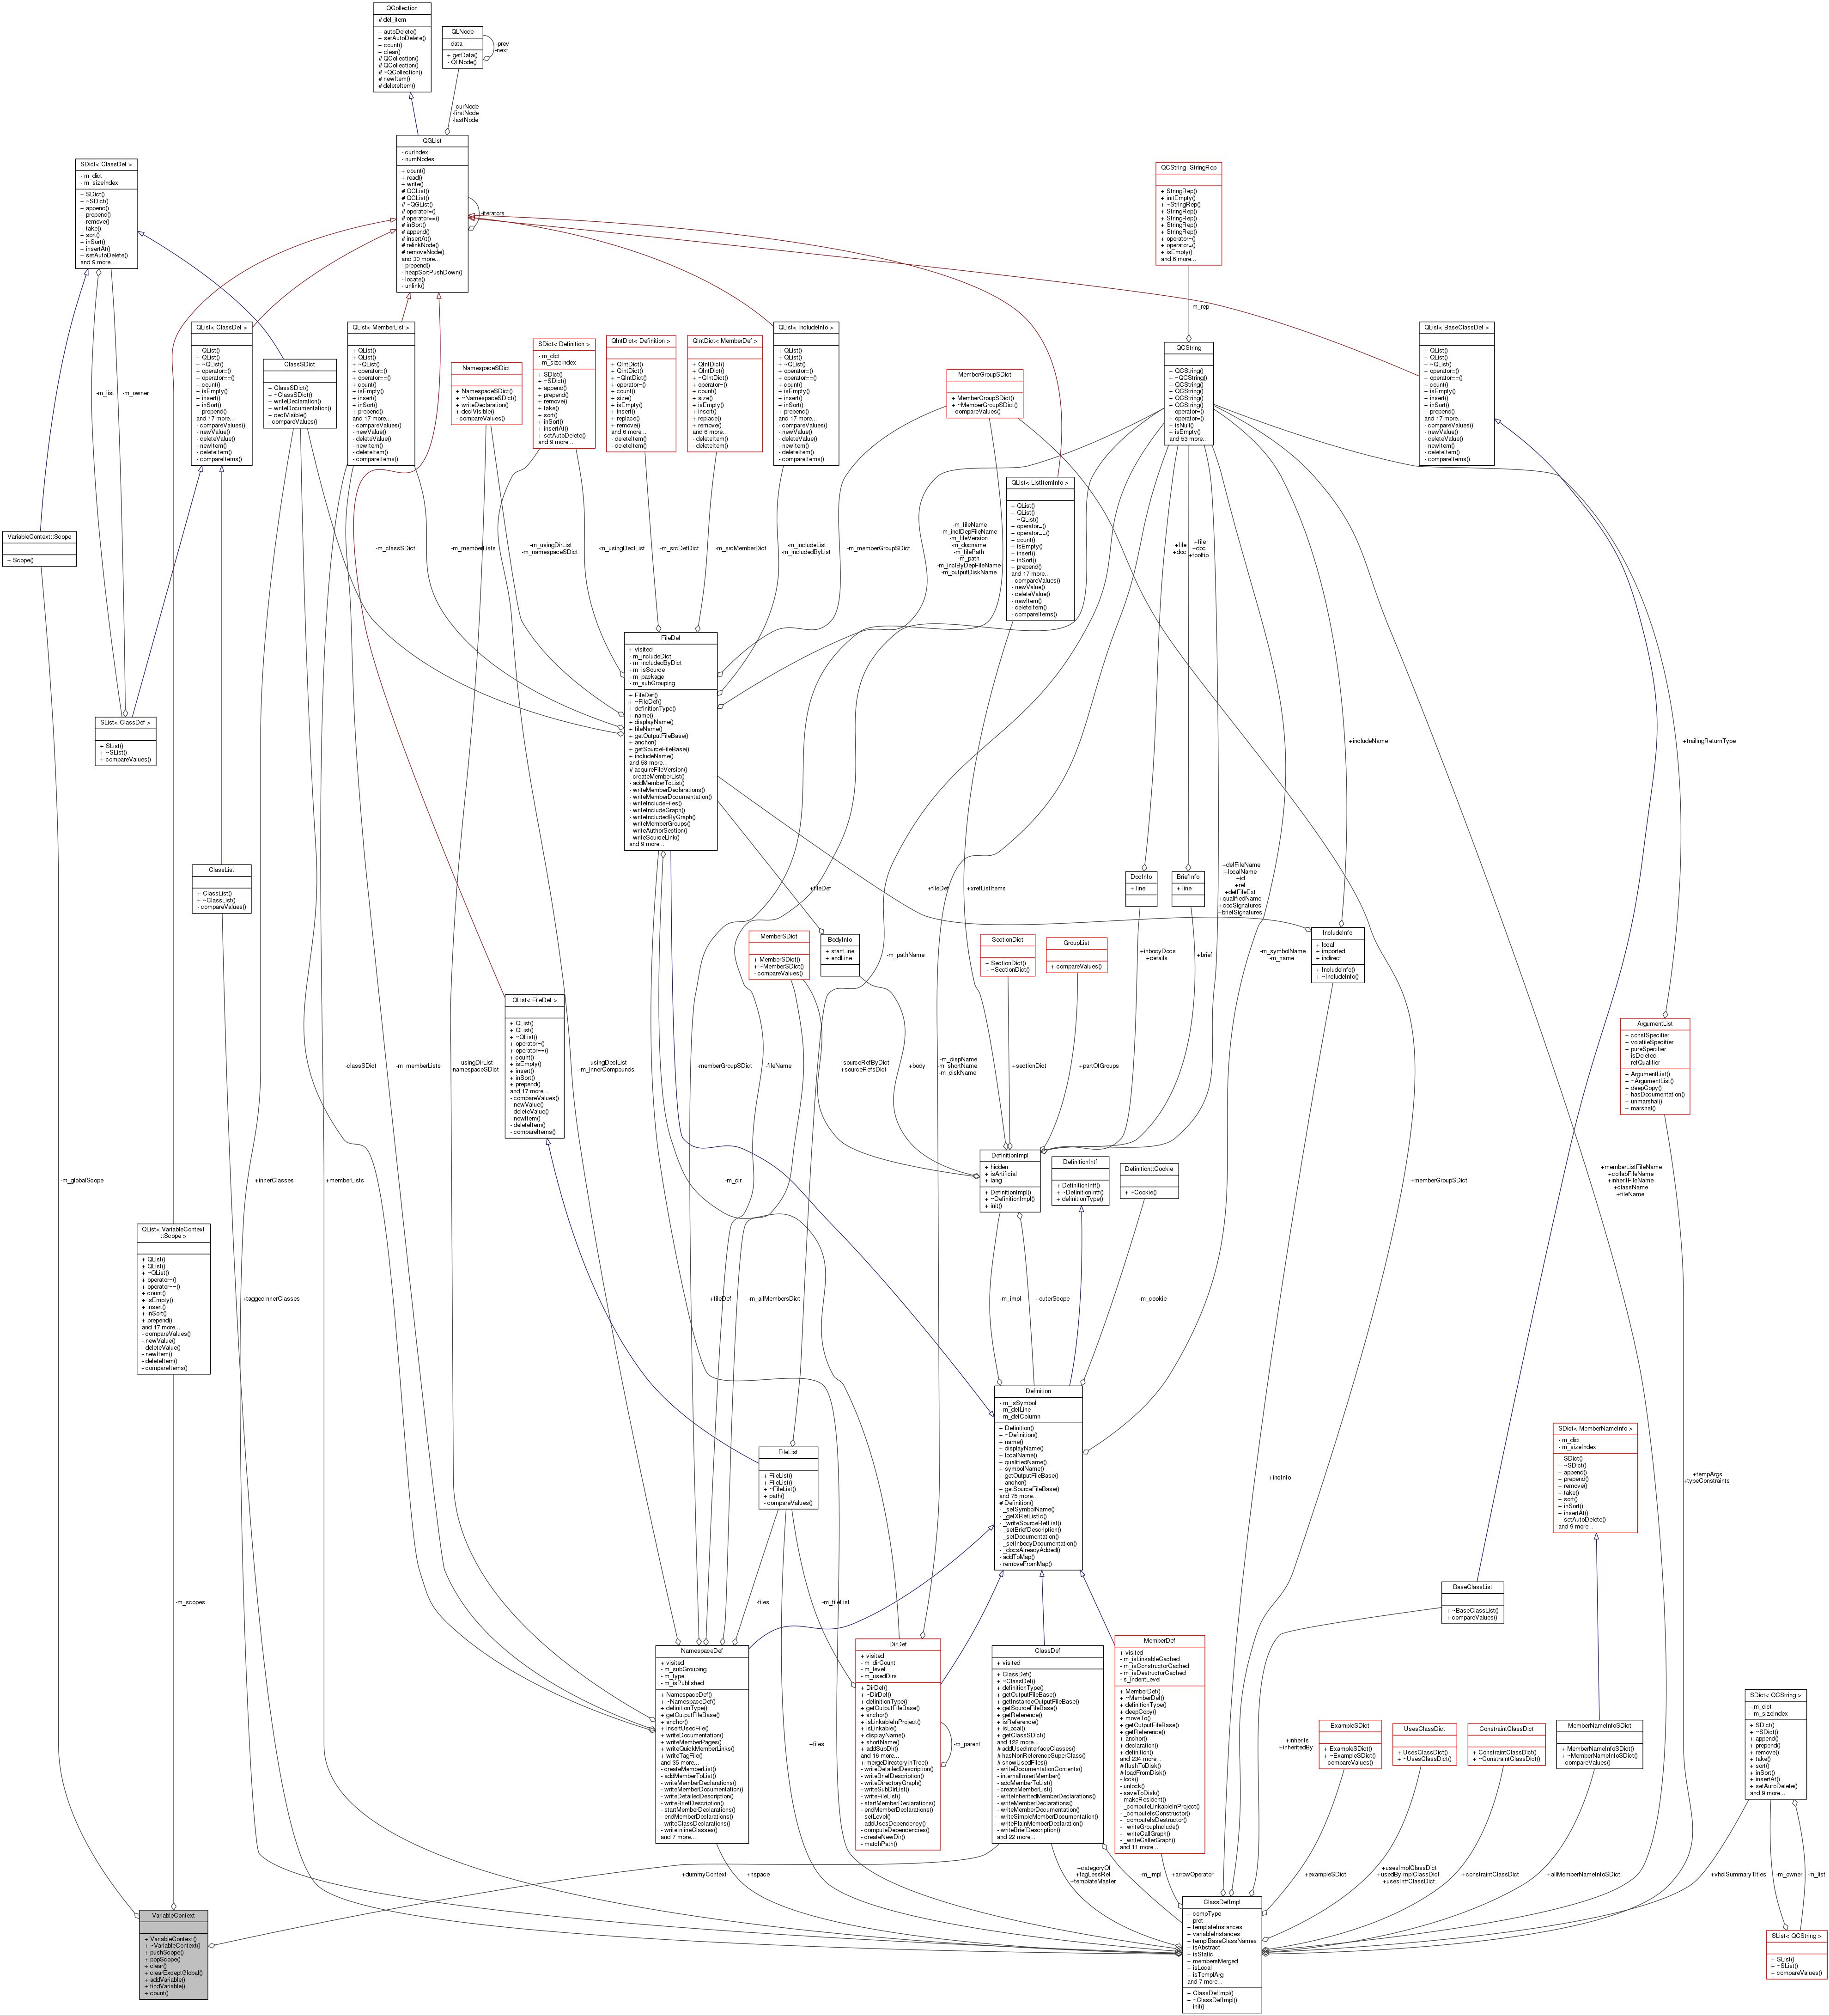 QCollection
# del_item
+ autoDelete()
+ setAutoDelete()
+ count()
+ clear()
# QCollection()
# QCollection()
# ~QCollection()
# newItem()
# deleteItem()
QLNode
- data
+ getData()
- QLNode()
-prev
-next
-curNode
-firstNode
-lastNode
QGList
- curIndex
- numNodes
+ count()
+ read()
+ write()
# QGList()
# QGList()
# ~QGList()
# operator=()
# operator==()
# inSort()
# append()
# insertAt()
# relinkNode()
# removeNode()
and 30 more...
- prepend()
- heapSortPushDown()
- locate()
- unlink()
-iterators
SDict< ClassDef >
- m_dict
- m_sizeIndex
+ SDict()
+ ~SDict()
+ append()
+ prepend()
+ remove()
+ take()
+ sort()
+ inSort()
+ insertAt()
+ setAutoDelete()
and 9 more...
QCString::StringRep
+ StringRep()
+ initEmpty()
+ ~StringRep()
+ StringRep()
+ StringRep()
+ StringRep()
+ StringRep()
+ operator=()
+ operator=()
+ isEmpty()
and 6 more...
-m_rep
QList< ClassDef >
+ QList()
+ QList()
+ ~QList()
+ operator=()
+ operator==()
+ count()
+ isEmpty()
+ insert()
+ inSort()
+ prepend()
and 17 more...
- compareValues()
- newValue()
- deleteValue()
- newItem()
- deleteItem()
- compareItems()
ClassSDict
+ ClassSDict()
+ ~ClassSDict()
+ writeDeclaration()
+ writeDocumentation()
+ declVisible()
- compareValues()
QList< MemberList >
+ QList()
+ QList()
+ ~QList()
+ operator=()
+ operator==()
+ count()
+ isEmpty()
+ insert()
+ inSort()
+ prepend()
and 17 more...
- compareValues()
- newValue()
- deleteValue()
- newItem()
- deleteItem()
- compareItems()
NamespaceSDict
+ NamespaceSDict()
+ ~NamespaceSDict()
+ writeDeclaration()
+ declVisible()
- compareValues()
SDict< Definition >
- m_dict
- m_sizeIndex
+ SDict()
+ ~SDict()
+ append()
+ prepend()
+ remove()
+ take()
+ sort()
+ inSort()
+ insertAt()
+ setAutoDelete()
and 9 more...
QIntDict< Definition >
+ QIntDict()
+ QIntDict()
+ ~QIntDict()
+ operator=()
+ count()
+ size()
+ isEmpty()
+ insert()
+ replace()
+ remove()
and 6 more...
- deleteItem()
- deleteItem()
QIntDict< MemberDef >
+ QIntDict()
+ QIntDict()
+ ~QIntDict()
+ operator=()
+ count()
+ size()
+ isEmpty()
+ insert()
+ replace()
+ remove()
and 6 more...
- deleteItem()
- deleteItem()
QList< IncludeInfo >
+ QList()
+ QList()
+ ~QList()
+ operator=()
+ operator==()
+ count()
+ isEmpty()
+ insert()
+ inSort()
+ prepend()
and 17 more...
- compareValues()
- newValue()
- deleteValue()
- newItem()
- deleteItem()
- compareItems()
MemberGroupSDict
+ MemberGroupSDict()
+ ~MemberGroupSDict()
- compareValues()
QCString
+ QCString()
+ ~QCString()
+ QCString()
+ QCString()
+ QCString()
+ QCString()
+ operator=()
+ operator=()
+ isNull()
+ isEmpty()
and 53 more...
QList< BaseClassDef >
+ QList()
+ QList()
+ ~QList()
+ operator=()
+ operator==()
+ count()
+ isEmpty()
+ insert()
+ inSort()
+ prepend()
and 17 more...
- compareValues()
- newValue()
- deleteValue()
- newItem()
- deleteItem()
- compareItems()
QList< ListItemInfo >
+ QList()
+ QList()
+ ~QList()
+ operator=()
+ operator==()
+ count()
+ isEmpty()
+ insert()
+ inSort()
+ prepend()
and 17 more...
- compareValues()
- newValue()
- deleteValue()
- newItem()
- deleteItem()
- compareItems()
-m_list
-m_owner
VariableContext::Scope
+ Scope()
-m_classSDict
-m_memberLists
-m_usingDirList
-m_namespaceSDict
-m_usingDeclList
-m_srcDefDict
-m_srcMemberDict
-m_includeList
-m_includedByList
-m_memberGroupSDict
-m_fileName
-m_inclDepFileName
-m_fileVersion
-m_docname
-m_filePath
-m_path
-m_inclByDepFileName
-m_outputDiskName
+file
+doc
+file
+doc
+tooltip
FileDef
+ visited
- m_includeDict
- m_includedByDict
- m_isSource
- m_package
- m_subGrouping
+ FileDef()
+ ~FileDef()
+ definitionType()
+ name()
+ displayName()
+ fileName()
+ getOutputFileBase()
+ anchor()
+ getSourceFileBase()
+ includeName()
and 58 more...
# acquireFileVersion()
- createMemberList()
- addMemberToList()
- writeMemberDeclarations()
- writeMemberDocumentation()
- writeIncludeFiles()
- writeIncludeGraph()
- writeIncludedByGraph()
- writeMemberGroups()
- writeAuthorSection()
- writeSourceLink()
and 9 more...
SList< ClassDef >
+ SList()
+ ~SList()
+ compareValues()
+includeName
+trailingReturnType
ClassList
+ ClassList()
+ ~ClassList()
- compareValues()
+fileDef
+fileDef
+xrefListItems
DocInfo
+ line
BriefInfo
+ line
+defFileName
+localName
+id
+ref
+defFileExt
+qualifiedName
+docSignatures
+briefSignatures
MemberSDict
+ MemberSDict()
+ ~MemberSDict()
- compareValues()
BodyInfo
+ startLine
+ endLine
-m_pathName
SectionDict
+ SectionDict()
+ ~SectionDict()
GroupList
+ compareValues()
+inbodyDocs
+details
+brief
-m_symbolName
-m_name
IncludeInfo
+ local
+ imported
+ indirect
+ IncludeInfo()
+ ~IncludeInfo()
QList< FileDef >
+ QList()
+ QList()
+ ~QList()
+ operator=()
+ operator==()
+ count()
+ isEmpty()
+ insert()
+ inSort()
+ prepend()
and 17 more...
- compareValues()
- newValue()
- deleteValue()
- newItem()
- deleteItem()
- compareItems()
ArgumentList
+ constSpecifier
+ volatileSpecifier
+ pureSpecifier
+ isDeleted
+ refQualifier
+ ArgumentList()
+ ~ArgumentList()
+ deepCopy()
+ hasDocumentation()
+ unmarshal()
+ marshal()
-classSDict
-m_memberLists
-usingDirList
-namespaceSDict
-usingDeclList
-m_innerCompounds
-memberGroupSDict
-fileName
+sourceRefByDict
+sourceRefsDict
+body
-m_dispName
-m_shortName
-m_diskName
+sectionDict
+partOfGroups
-m_globalScope
+innerClasses
+memberLists
-m_dir
DefinitionImpl
+ hidden
+ isArtificial
+ lang
+ DefinitionImpl()
+ ~DefinitionImpl()
+ init()
DefinitionIntf
+ DefinitionIntf()
+ ~DefinitionIntf()
+ definitionType()
Definition::Cookie
+ ~Cookie()
+memberGroupSDict
+memberListFileName
+collabFileName
+inheritFileName
+className
+fileName
QList< VariableContext
::Scope >
+ QList()
+ QList()
+ ~QList()
+ operator=()
+ operator==()
+ count()
+ isEmpty()
+ insert()
+ inSort()
+ prepend()
and 17 more...
- compareValues()
- newValue()
- deleteValue()
- newItem()
- deleteItem()
- compareItems()
+taggedInnerClasses
+fileDef
-m_allMembersDict
-m_impl
+outerScope
-m_cookie
Definition
- m_isSymbol
- m_defLine
- m_defColumn
+ Definition()
+ ~Definition()
+ name()
+ displayName()
+ localName()
+ qualifiedName()
+ symbolName()
+ getOutputFileBase()
+ anchor()
+ getSourceFileBase()
and 75 more...
# Definition()
- _setSymbolName()
- _getXRefListId()
- _writeSourceRefList()
- _setBriefDescription()
- _setDocumentation()
- _setInbodyDocumentation()
- _docsAlreadyAdded()
- addToMap()
- removeFromMap()
FileList
+ FileList()
+ FileList()
+ ~FileList()
+ path()
- compareValues()
+incInfo
SDict< MemberNameInfo >
- m_dict
- m_sizeIndex
+ SDict()
+ ~SDict()
+ append()
+ prepend()
+ remove()
+ take()
+ sort()
+ inSort()
+ insertAt()
+ setAutoDelete()
and 9 more...
+tempArgs
+typeConstraints
-m_scopes
-files
-m_fileList
BaseClassList
+ ~BaseClassList()
+ compareValues()
NamespaceDef
+ visited
- m_subGrouping
- m_type
- m_isPublished
+ NamespaceDef()
+ ~NamespaceDef()
+ definitionType()
+ getOutputFileBase()
+ anchor()
+ insertUsedFile()
+ writeDocumentation()
+ writeMemberPages()
+ writeQuickMemberLinks()
+ writeTagFile()
and 35 more...
- createMemberList()
- addMemberToList()
- writeMemberDeclarations()
- writeMemberDocumentation()
- writeDetailedDescription()
- writeBriefDescription()
- startMemberDeclarations()
- endMemberDeclarations()
- writeClassDeclarations()
- writeInlineClasses()
and 7 more...
+files
DirDef
+ visited
- m_dirCount
- m_level
- m_usedDirs
+ DirDef()
+ ~DirDef()
+ definitionType()
+ getOutputFileBase()
+ anchor()
+ isLinkableInProject()
+ isLinkable()
+ displayName()
+ shortName()
+ addSubDir()
and 16 more...
+ mergeDirectoryInTree()
- writeDetailedDescription()
- writeBriefDescription()
- writeDirectoryGraph()
- writeSubDirList()
- writeFileList()
- startMemberDeclarations()
- endMemberDeclarations()
- setLevel()
- addUsesDependency()
- computeDependencies()
- createNewDir()
- matchPath()
-m_parent
ClassDef
+ visited
+ ClassDef()
+ ~ClassDef()
+ definitionType()
+ getOutputFileBase()
+ getInstanceOutputFileBase()
+ getSourceFileBase()
+ getReference()
+ isReference()
+ isLocal()
+ getClassSDict()
and 122 more...
# addUsedInterfaceClasses()
# hasNonReferenceSuperClass()
# showUsedFiles()
- writeDocumentationContents()
- internalInsertMember()
- addMemberToList()
- createMemberList()
- writeInheritedMemberDeclarations()
- writeMemberDeclarations()
- writeMemberDocumentation()
- writeSimpleMemberDocumentation()
- writePlainMemberDeclaration()
- writeBriefDescription()
and 22 more...
MemberDef
+ visited
- m_isLinkableCached
- m_isConstructorCached
- m_isDestructorCached
- s_indentLevel
+ MemberDef()
+ ~MemberDef()
+ definitionType()
+ deepCopy()
+ moveTo()
+ getOutputFileBase()
+ getReference()
+ anchor()
+ declaration()
+ definition()
and 234 more...
# flushToDisk()
# loadFromDisk()
- lock()
- unlock()
- saveToDisk()
- makeResident()
- _computeLinkableInProject()
- _computeIsConstructor()
- _computeIsDestructor()
- _writeGroupInclude()
- _writeCallGraph()
- _writeCallerGraph()
and 11 more...
+inherits
+inheritedBy
ExampleSDict
+ ExampleSDict()
+ ~ExampleSDict()
- compareValues()
UsesClassDict
+ UsesClassDict()
+ ~UsesClassDict()
ConstraintClassDict
+ ConstraintClassDict()
+ ~ConstraintClassDict()
MemberNameInfoSDict
+ MemberNameInfoSDict()
+ ~MemberNameInfoSDict()
- compareValues()
SDict< QCString >
- m_dict
- m_sizeIndex
+ SDict()
+ ~SDict()
+ append()
+ prepend()
+ remove()
+ take()
+ sort()
+ inSort()
+ insertAt()
+ setAutoDelete()
and 9 more...
+dummyContext
+nspace
+categoryOf
+tagLessRef
+templateMaster
-m_impl
+arrowOperator
+exampleSDict
+usesImplClassDict
+usedByImplClassDict
+usesIntfClassDict
+constraintClassDict
+allMemberNameInfoSDict
+vhdlSummaryTitles
-m_owner
-m_list
VariableContext
+ VariableContext()
+ ~VariableContext()
+ pushScope()
+ popScope()
+ clear()
+ clearExceptGlobal()
+ addVariable()
+ findVariable()
+ count()
ClassDefImpl
+ compType
+ prot
+ templateInstances
+ variableInstances
+ templBaseClassNames
+ isAbstract
+ isStatic
+ membersMerged
+ isLocal
+ isTemplArg
and 7 more...
+ ClassDefImpl()
+ ~ClassDefImpl()
+ init()
SList< QCString >
+ SList()
+ ~SList()
+ compareValues()